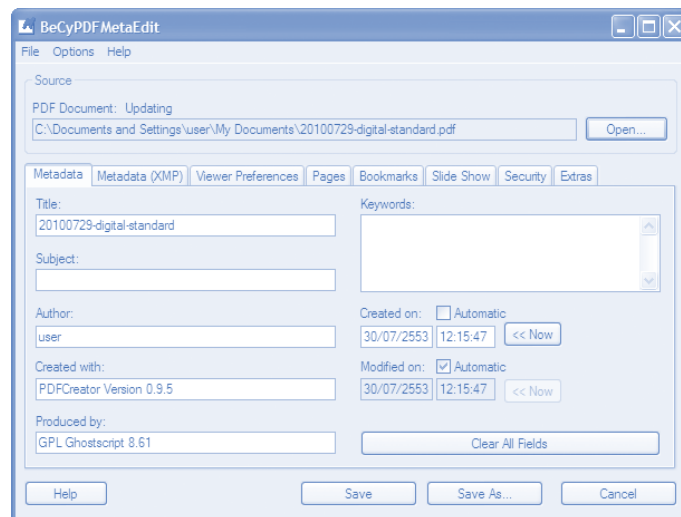 BeCyPDFMetaEdit
File Options Help
Source
PDF Document: Updating
C:\Documents and Settings\user\My Documents\20100729-digital-standard.pdf
Open...
Metadata Metadata (XMP) Viewer Preferences Pages Bookmarks Slide Show Security Extras
Title:
20100729-digital-standard
Keywords:
Subject:
Author:
user
Created on: Automatic
30/07/2553 12:15:47 << Now
Created with:
PDFCreator Version 0.9.5
Modified on: Automatic
30/07/2553 12:15:47 << Now
Produced by:
GPL Ghostscript 8.61
Clear All Fields
Help Save Save As... Cancel